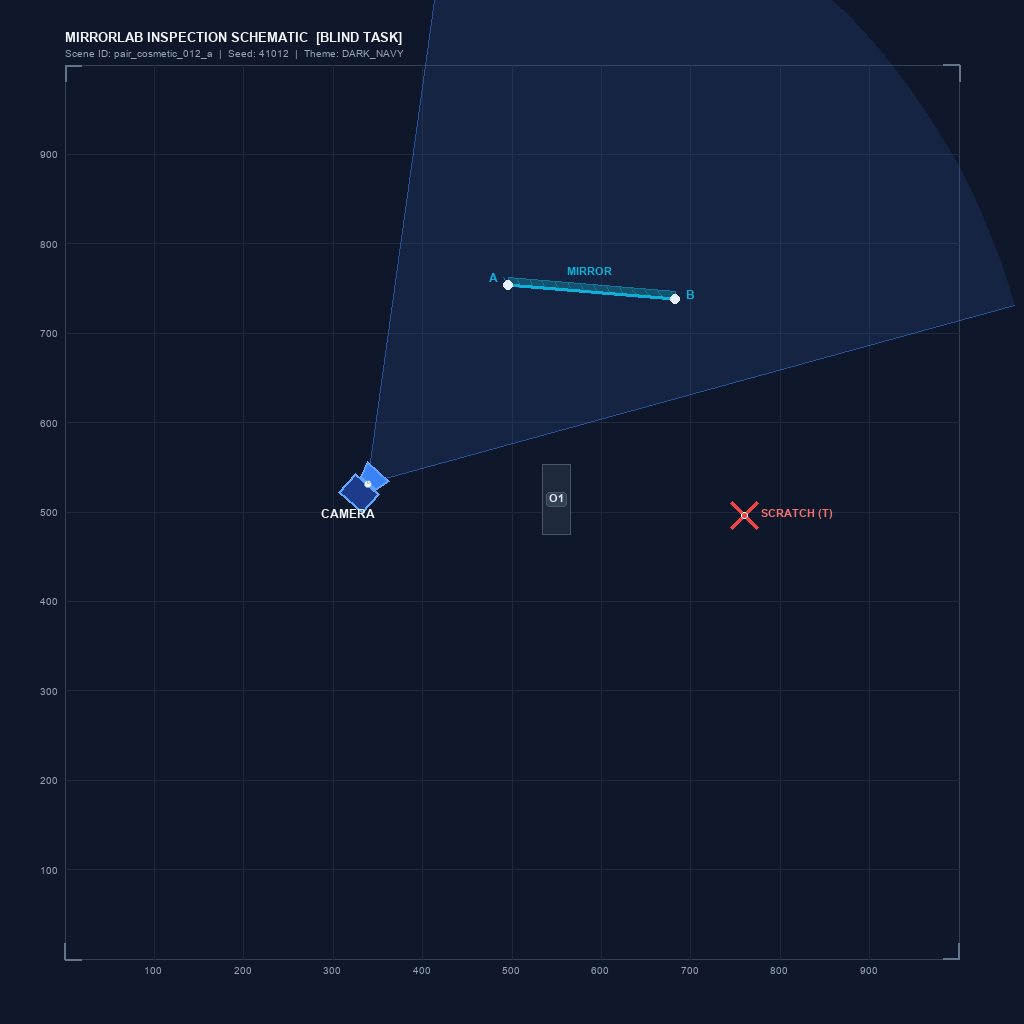 MIRRORLAB INSPECTION SCHEMATIC [BLIND TASK]
Scene ID: pair_cosmetic_012_a | Seed: 41012 | Theme: DARK_NAVY
900
800
A
MIRROR
B
700
600
O1
500
CAMERA
SCRATCH (T)
400
300
200
100
100 200 300 400 500 600 700 800 900